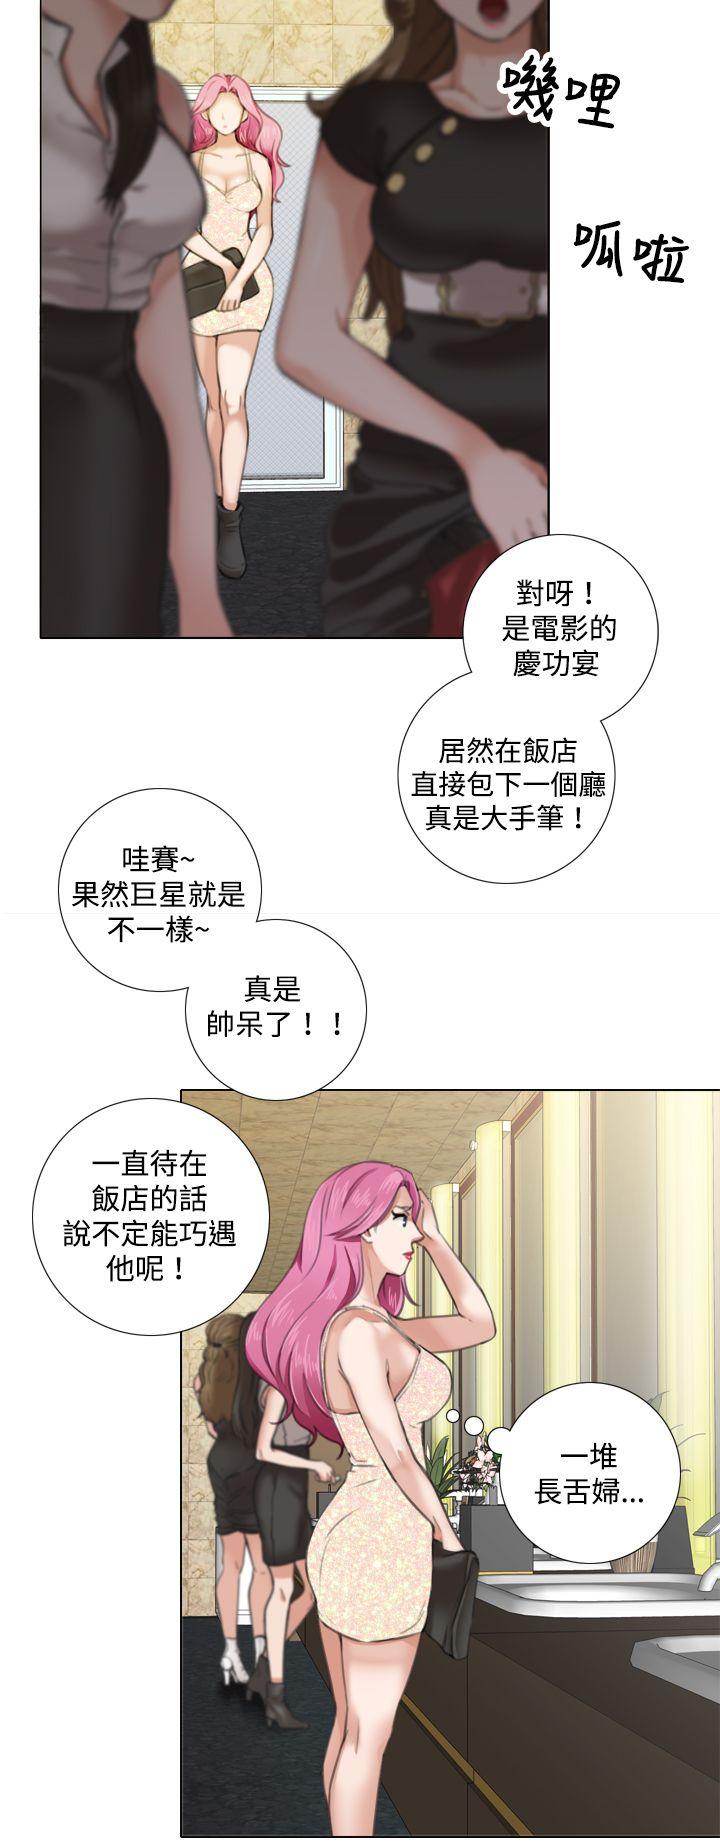 嘰哩
呱啦
對呀！
是電影的
慶功宴
居然在飯店
直接包下一個廳
真是大手筆！
哇賽~
果然巨星就是
不一樣~
真是
帥呆了！！
一直待在
飯店的話
說不定能巧遇
他呢！
一堆
長舌婦...